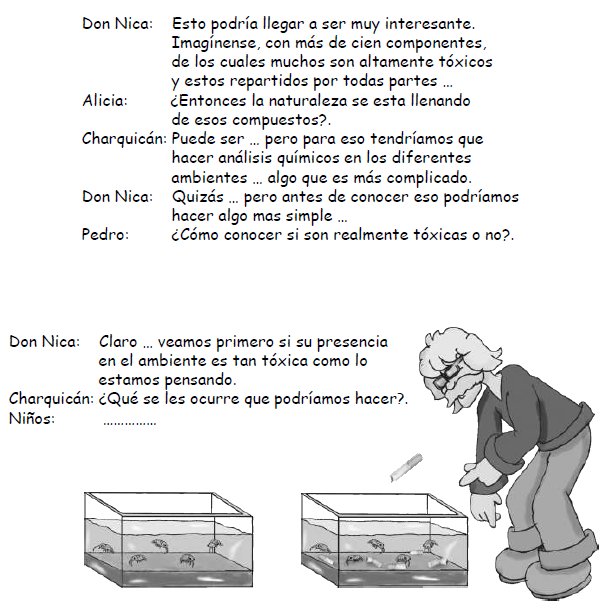 Don Nica: Esto podría llegar a ser muy interesante.
Imagínense, con más de cien componentes,
de los cuales muchos son altamente tóxicos
y estos repartidos por todas partes ...
Alicia: ¿Entonces la naturaleza se esta llenando
de esos compuestos?.
Charquicán: Puede ser ... pero para eso tendríamos que
hacer análisis químicos en los diferentes
ambientes ... algo que es más complicado.
Don Nica: Quizás ... pero antes de conocer eso podríamos
hacer algo mas simple ...
Pedro: ¿Cómo conocer si son realmente tóxicas o no?.
Don Nica: Claro ... veamos primero si su presencia
en el ambiente es tan tóxica como lo
estamos pensando.
Charquicán: ¿Qué se les ocurre que podríamos hacer?.
Niños: ...............